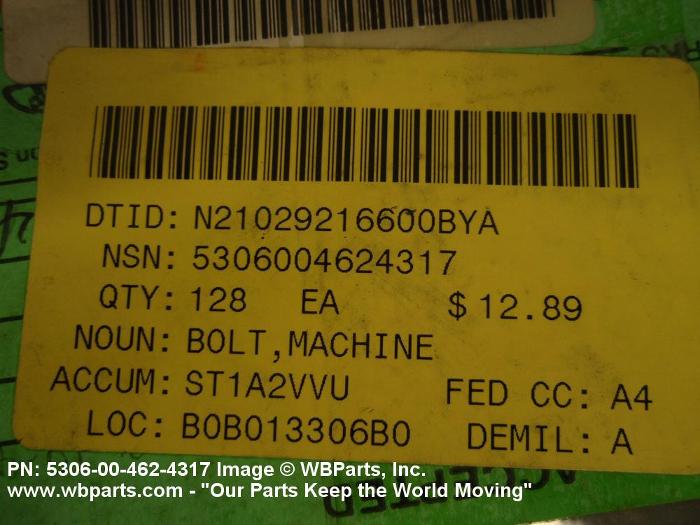 DTID: N21029216600BYA
NSN: 5306004624317
QTY: 128 EA $ 12.89
NOUN: BOLT,MACHINE
ACCUM: ST1A2VVU FED CC: A4
LOC: B0B013306B0 DEMIL: A
ACCEPTED
PN: 5306-00-462-4317 Image © WBParts, Inc.
www.wbparts.com - "Our Parts Keep the World Moving"